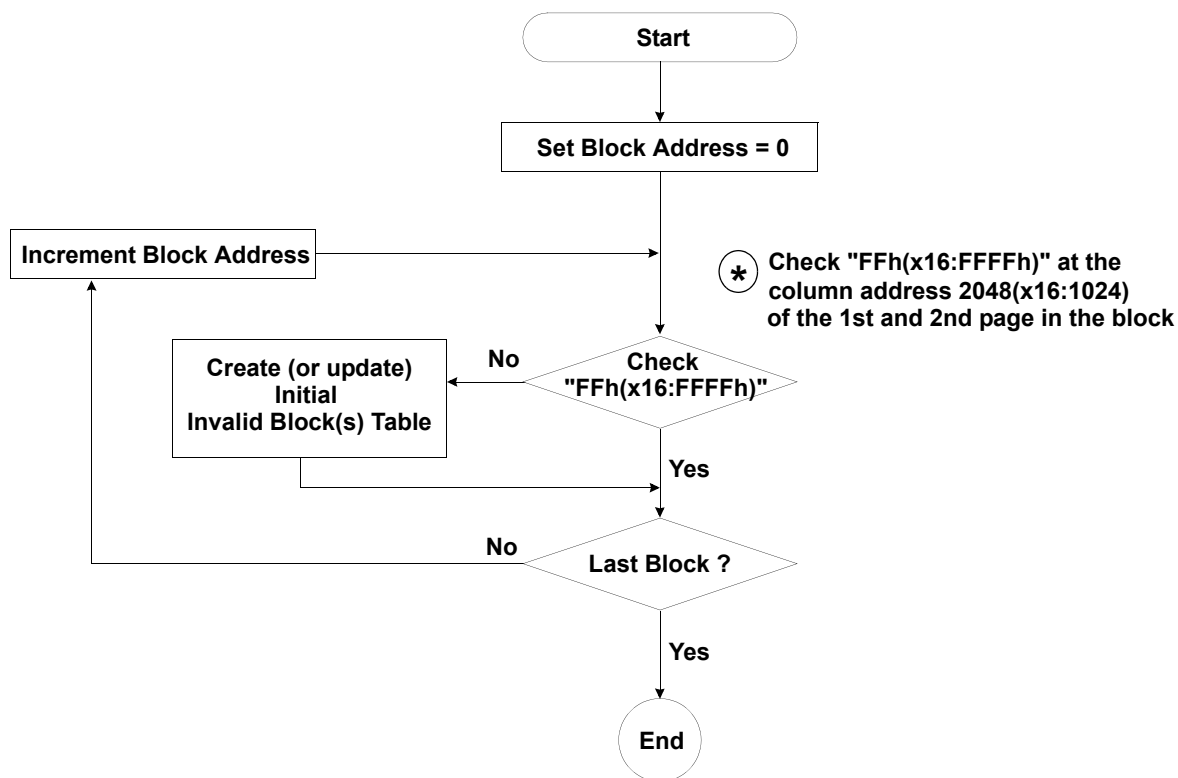 Start
Set Block Address = 0
Increment Block Address
* Check "FFh(x16:FFFFh)" at the
column address 2048(x16:1024)
of the 1st and 2nd page in the block
No
Check
"FFh(x16:FFFFh)"
Create (or update)
Initial
Invalid Block(s) Table
Yes
No
Last Block ?
Yes
End